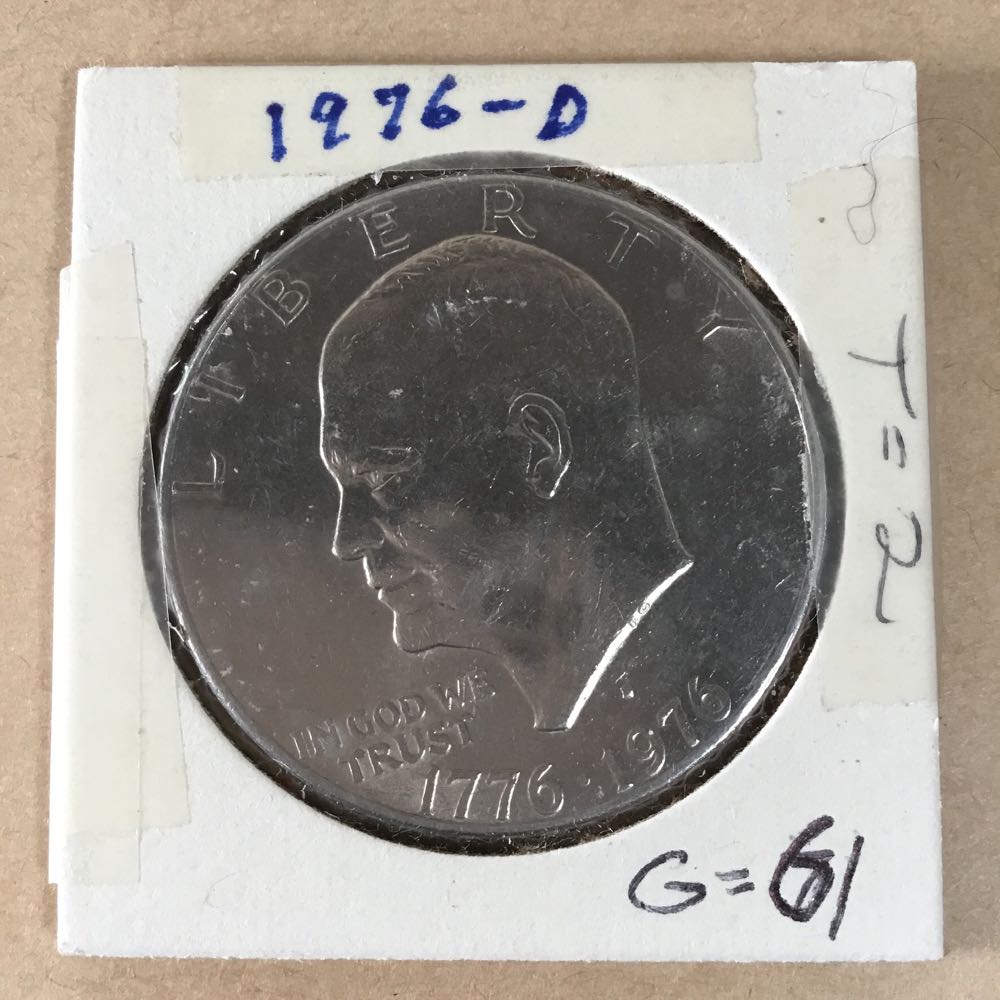 1976-D
LIBERTY
IN GOD WE
TRUST
1776·1976
T=2
G=61